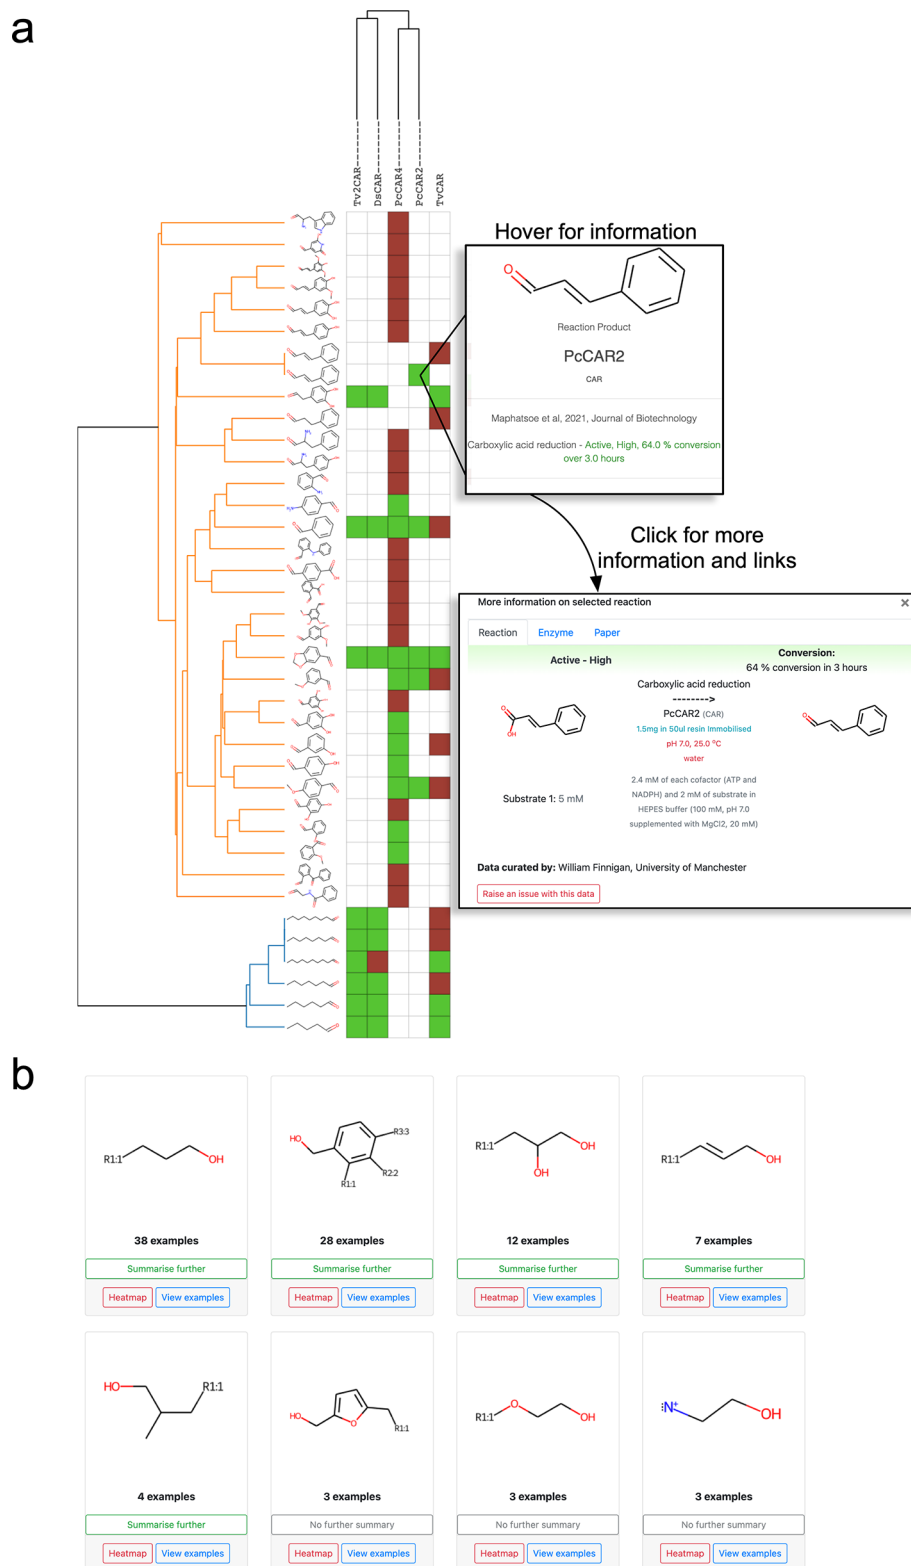 a
Tv2CAR
DsCAR
PcCAR4
PcCAR2
TvCAR
Hover for information
O
Reaction Product
PcCAR2
CAR
Maphatsoe et al, 2021, Journal of Biotechnology
Carboxylic acid reduction - Active, High, 64.0 % conversion
over 3.0 hours
Click for more
information and links
More information on selected reaction ×
Reaction Enzyme Paper
Active - High
Conversion:
64 % conversion in 3 hours
Carboxylic acid reduction
-------->
PcCAR2 (CAR)
1.5mg in 50ul resin Immobilised
pH 7.0, 25.0 ºC
water
O
OH
O
Substrate 1: 5 mM
2.4 mM of each cofactor (ATP and
NADPH) and 2 mM of substrate in
HEPES buffer (100 mM, pH 7.0
supplemented with MgCl2, 20 mM)
Data curated by: William Finnigan, University of Manchester
Raise an issue with this data
b
R1:1 OH
38 examples
Summarise further
Heatmap View examples
HO R3:3 R2:2 R1:1
28 examples
Summarise further
Heatmap View examples
R1:1 OH OH
12 examples
Summarise further
Heatmap View examples
R1:1 OH
7 examples
Summarise further
Heatmap View examples
HO R1:1
4 examples
Summarise further
Heatmap View examples
HO O R1:1
3 examples
No further summary
Heatmap View examples
R1:1 O OH
3 examples
No further summary
Heatmap View examples
:N+ OH
3 examples
No further summary
Heatmap View examples